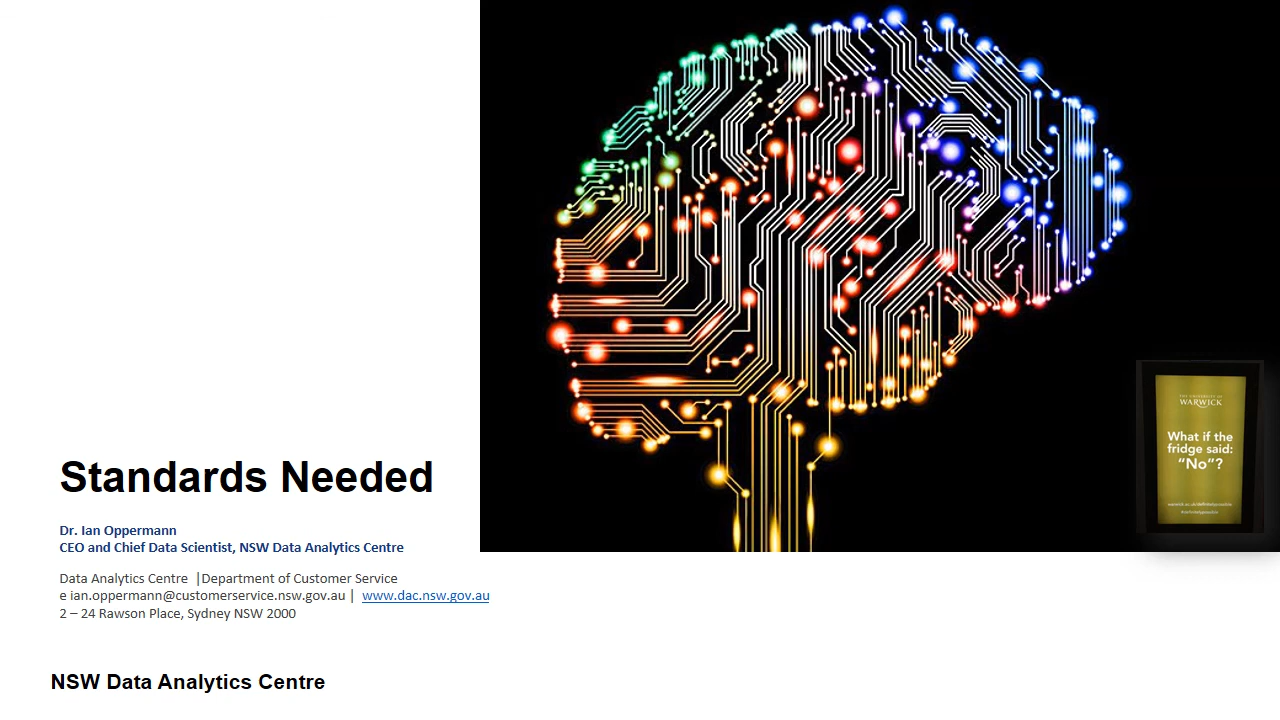 Standards Needed
Dr. Ian Oppermann
CEO and Chief Data Scientist, NSW Data Analytics Centre
Data Analytics Centre |Department of Customer Service
e ian.oppermann@customerservice.nsw.gov.au | www.dac.nsw.gov.au
2 – 24 Rawson Place, Sydney NSW 2000
NSW Data Analytics Centre
THE UNIVERSITY OF
WARWICK
What if the
fridge said:
“No”?